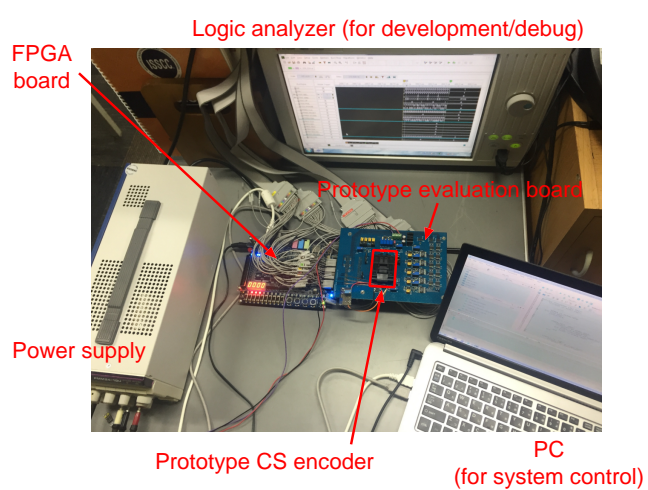 Logic analyzer (for development/debug)
FPGA
board
ISSCC
Prototype evaluation board
Power supply
Prototype CS encoder
PC
(for system control)